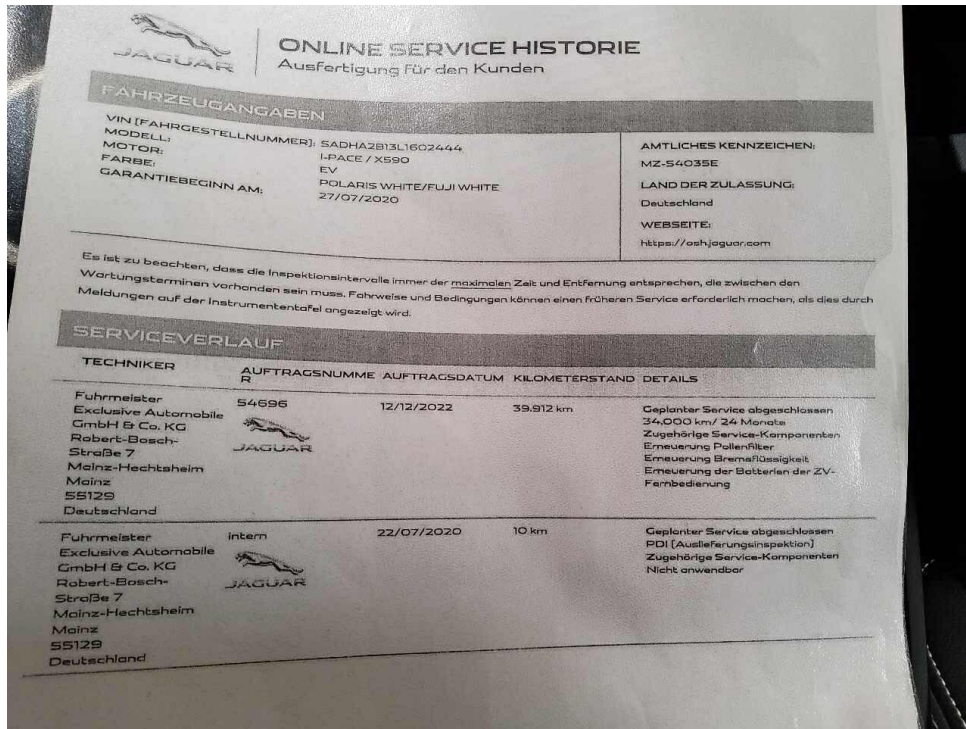 JAGUAR
ONLINE SERVICE HISTORIE
Ausfertigung für den Kunden
FAHRZEUGANGABEN
VIN [FAHRGESTELLNUMMER]: SADHA2B13L1602444
MODELL: I-PACE / X590
MOTOR: EV
FARBE: POLARIS WHITE/FUJI WHITE
GARANTIEBEGINN AM: 27/07/2020
AMTLICHES KENNZEICHEN:
MZ-S4035E
LAND DER ZULASSUNG:
Deutschland
WEBSEITE:
https://osh.jaguar.com
Es ist zu beachten, dass die Inspektionsintervalle immer der maximalen Zeit und Entfernung entsprechen, die zwischen den
Wartungsterminen vorhanden sein muss. Fahrweise und Bedingungen können einen früheren Service erforderlich machen, als dies durch
Meldungen auf der Instrumententafel angezeigt wird.
SERVICEVERLAUF
TECHNIKER AUFTRAGSNUMME AUFTRAGSDATUM KILOMETERSTAND DETAILS
R
Fuhrmeister
Exclusive Automobile
GmbH & Co. KG
Robert-Bosch-
Straße 7
Mainz-Hechtsheim
Mainz
55129
Deutschland
54696
JAGUAR
12/12/2022
39.912 km
Geplanter Service abgeschlossen
34,000 km/ 24 Monate
Zugehörige Service-Komponenten
Erneuerung Pollenfilter
Erneuerung Bremsflüssigkeit
Erneuerung der Batterien der ZV-
Fernbedienung
Fuhrmeister
Exclusive Automobile
GmbH & Co. KG
Robert-Bosch-
Straße 7
Mainz-Hechtsheim
Mainz
55129
Deutschland
intern
JAGUAR
22/07/2020
10 km
Geplanter Service abgeschlossen
PDI [Auslieferungsinspektion]
Zugehörige Service-Komponenten
Nicht anwendbar